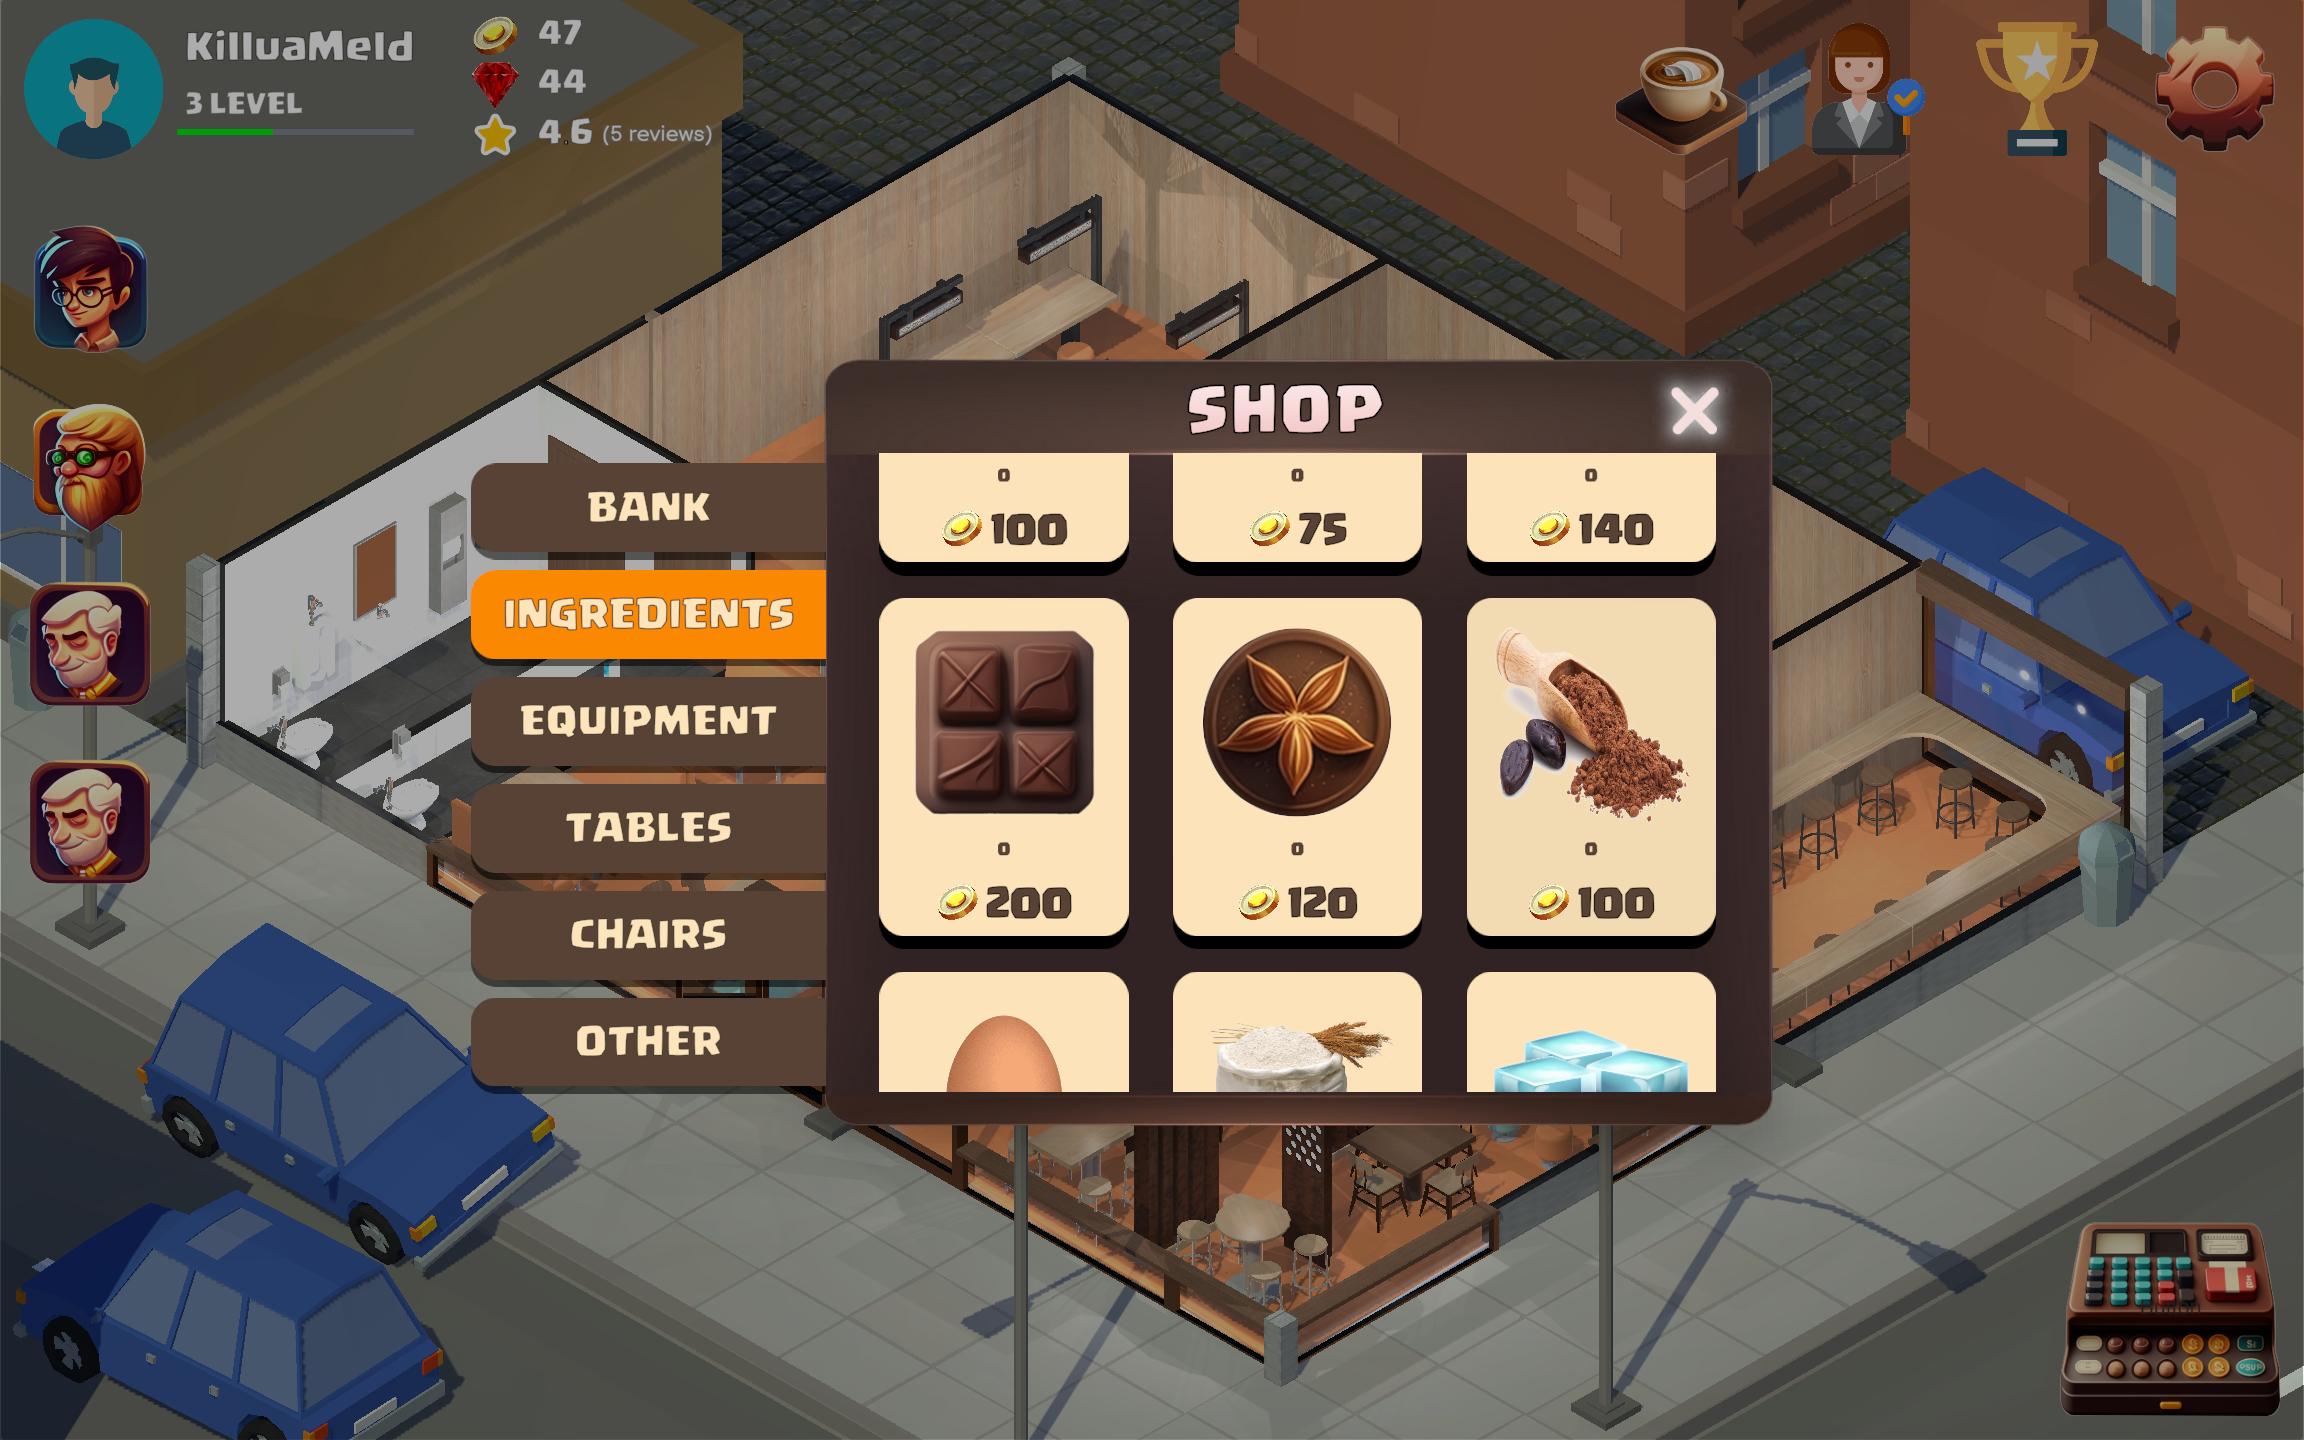 KilluaMeld
3 LEVEL
47
44
4.6 (5 reviews)
SHOP
BANK
INGREDIENTS
EQUIPMENT
TABLES
CHAIRS
OTHER
0 0 0
100 75 140
0 0 0
200 120 100